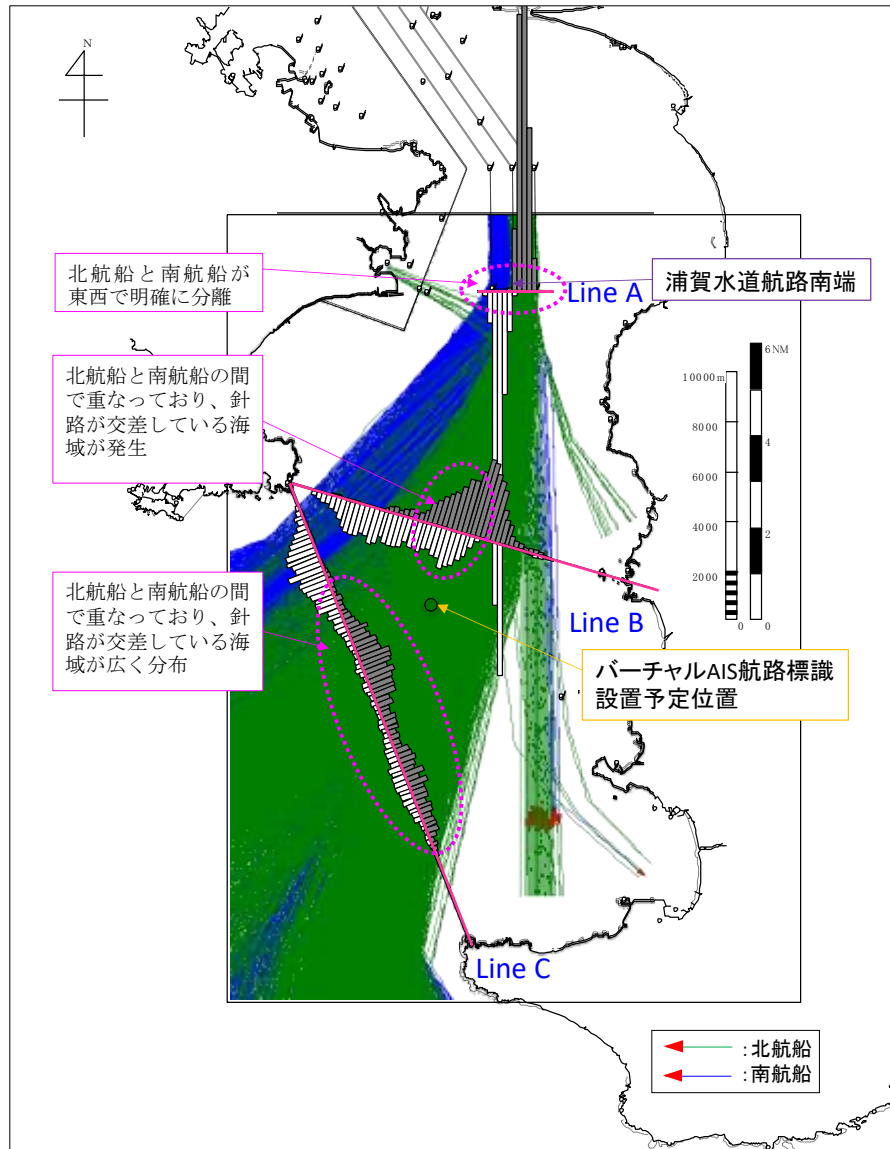 N
北航船と南航船が
東西で明確に分離
浦賀水道航路南端
Line A
北航船と南航船の間
で重なっており、針
路が交差している海
域が発生
6 NM
10000m
8000
4
6000
4000
2
2000
0
0
Line B
北航船と南航船の間
で重なっており、針
路が交差している海
域が広く分布
バーチャルAIS航路標識
設置予定位置
Line C
:北航船
:南航船